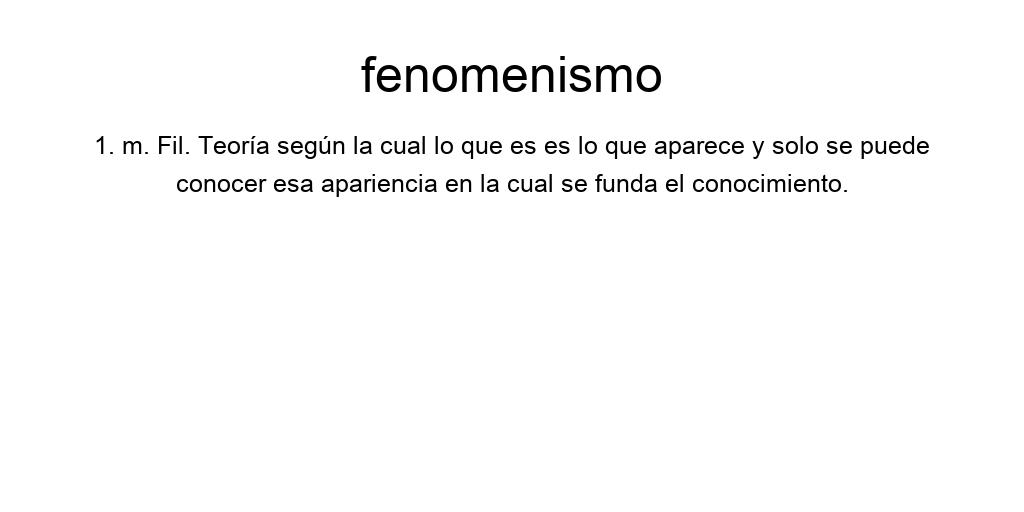 fenomenismo
1. m. Fil. Teoría según la cual lo que es es lo que aparece y solo se puede
conocer esa apariencia en la cual se funda el conocimiento.